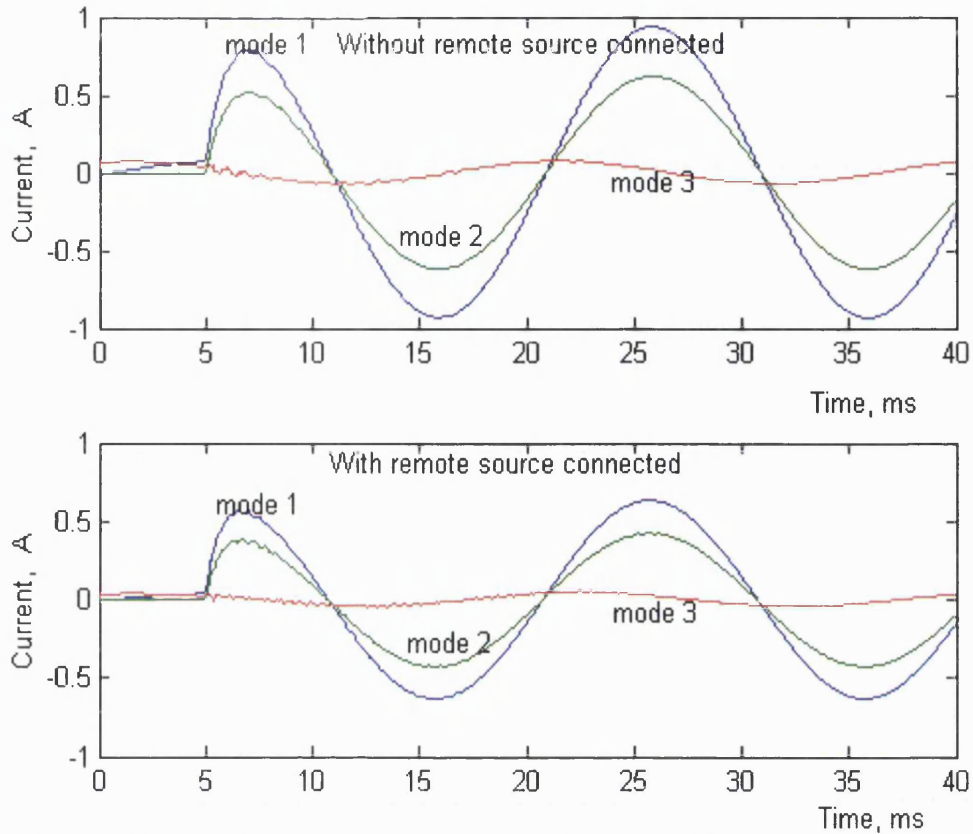 mode 1 Without remote source connected
1
0.5
0
-0.5
-1
Current, A
mode 3
mode 2
0 5 10 15 20 25 30 35 40
Time, ms
With remote source connected
mode 1
1
0.5
0
-0.5
-1
Current, A
mode 3
mode 2
0 5 10 15 20 25 30 35 40
Time, ms